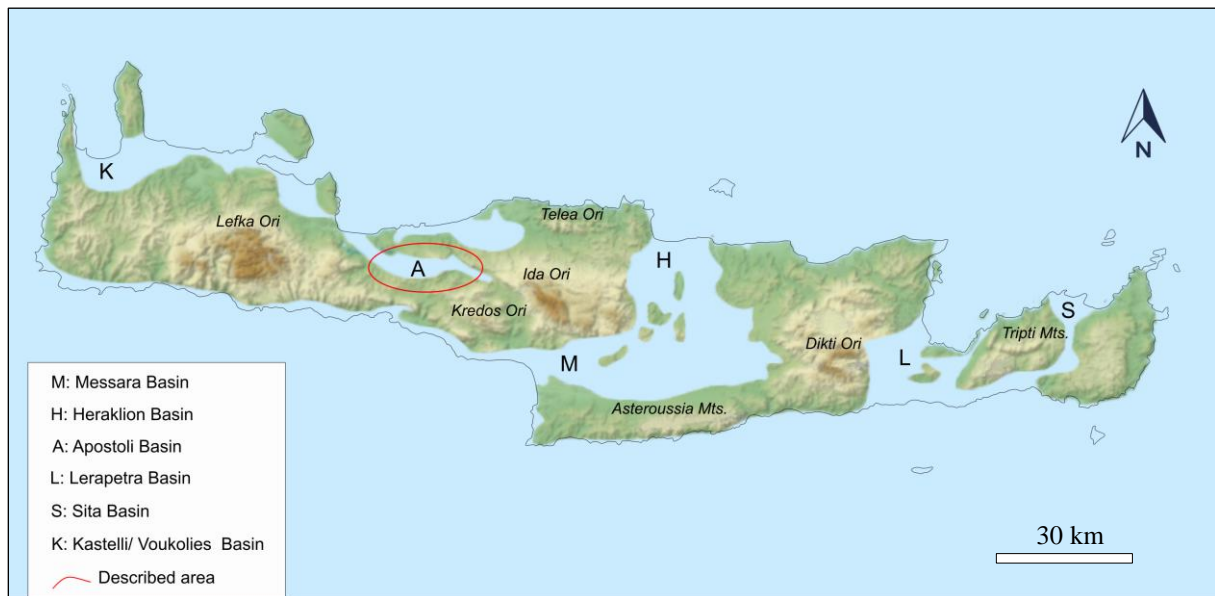 K
Lefka Ori
Telea Ori
A
Ida Ori
Kredos Ori
H
M
Asteroussia Mts.
Dikti Ori
L
Tripti Mts.
S
N
30 km
M: Messara Basin
H: Heraklion Basin
A: Apostoli Basin
L: Lerapetra Basin
S: Sita Basin
K: Kastelli/ Voukolies Basin
Described area